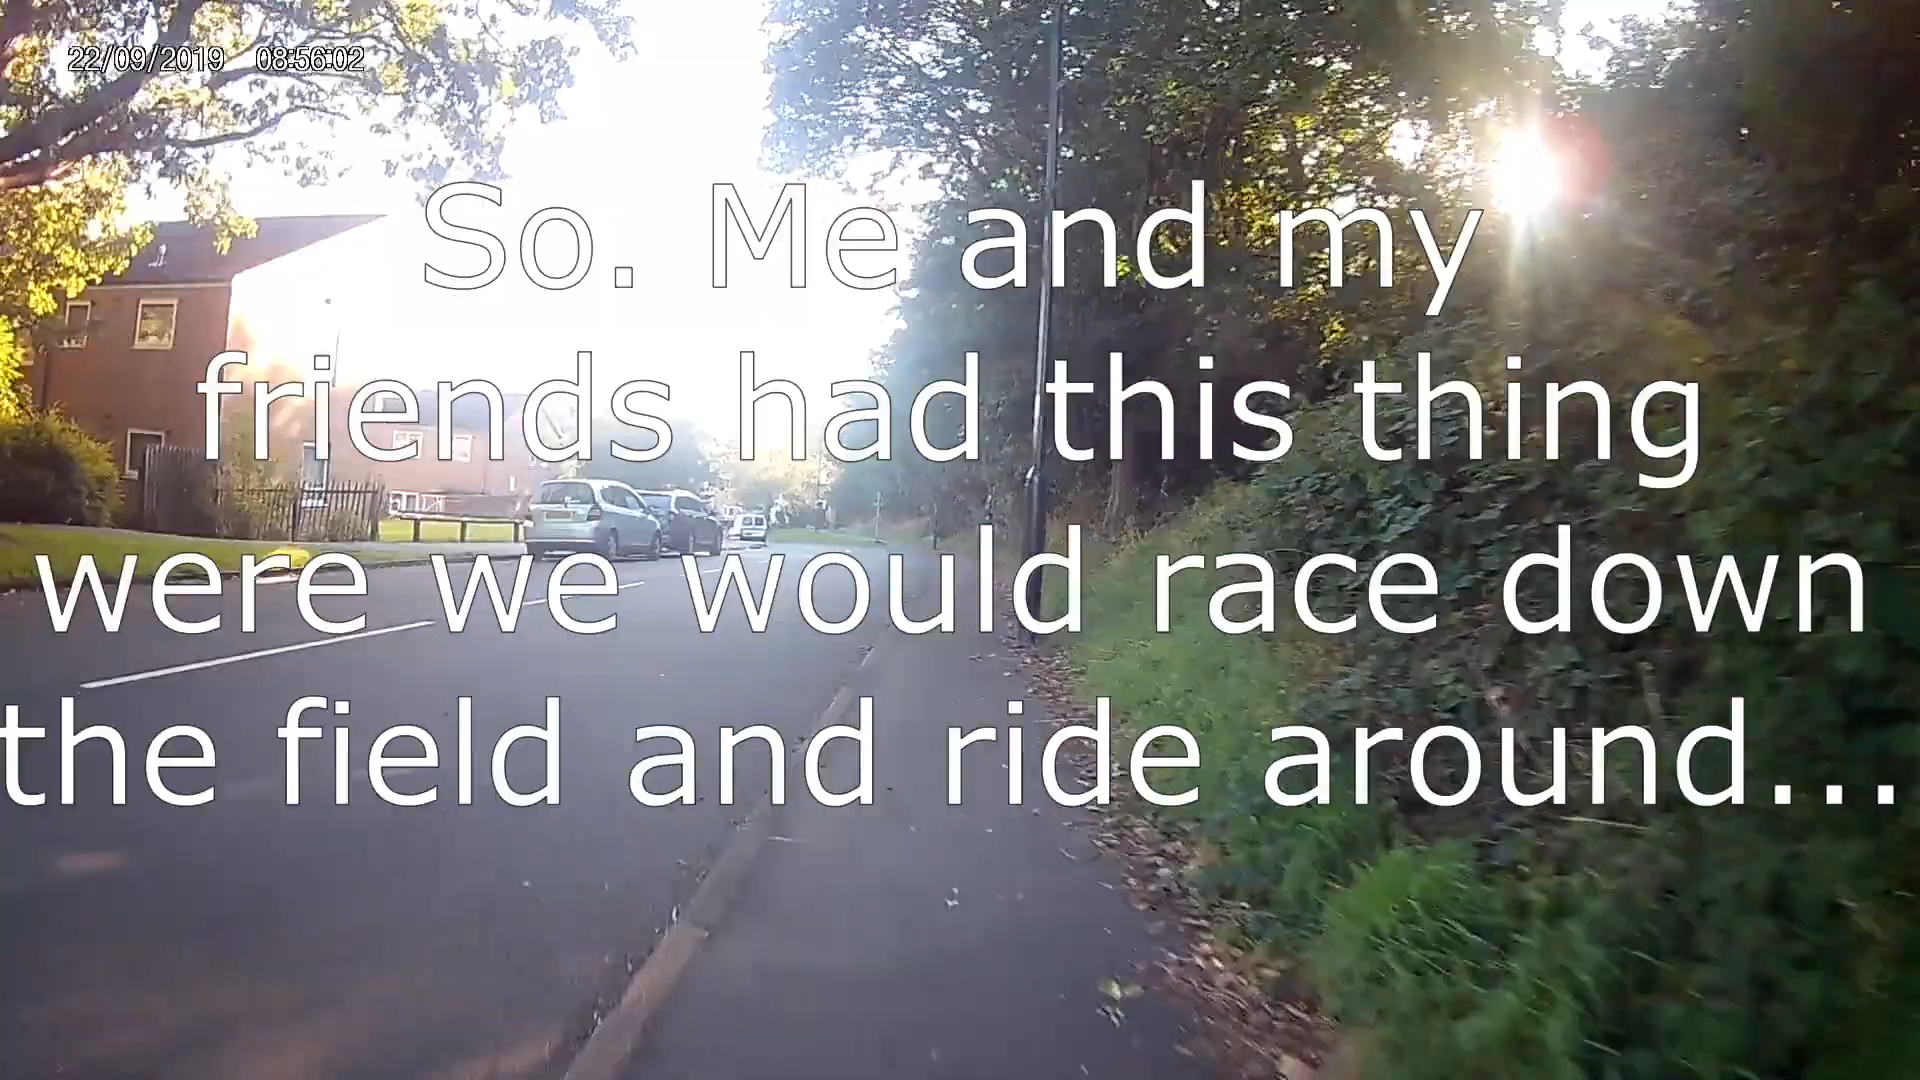 22/09/2019 08:56:02
So. Me and my
friends had this thing
were we would race down
the field and ride around...